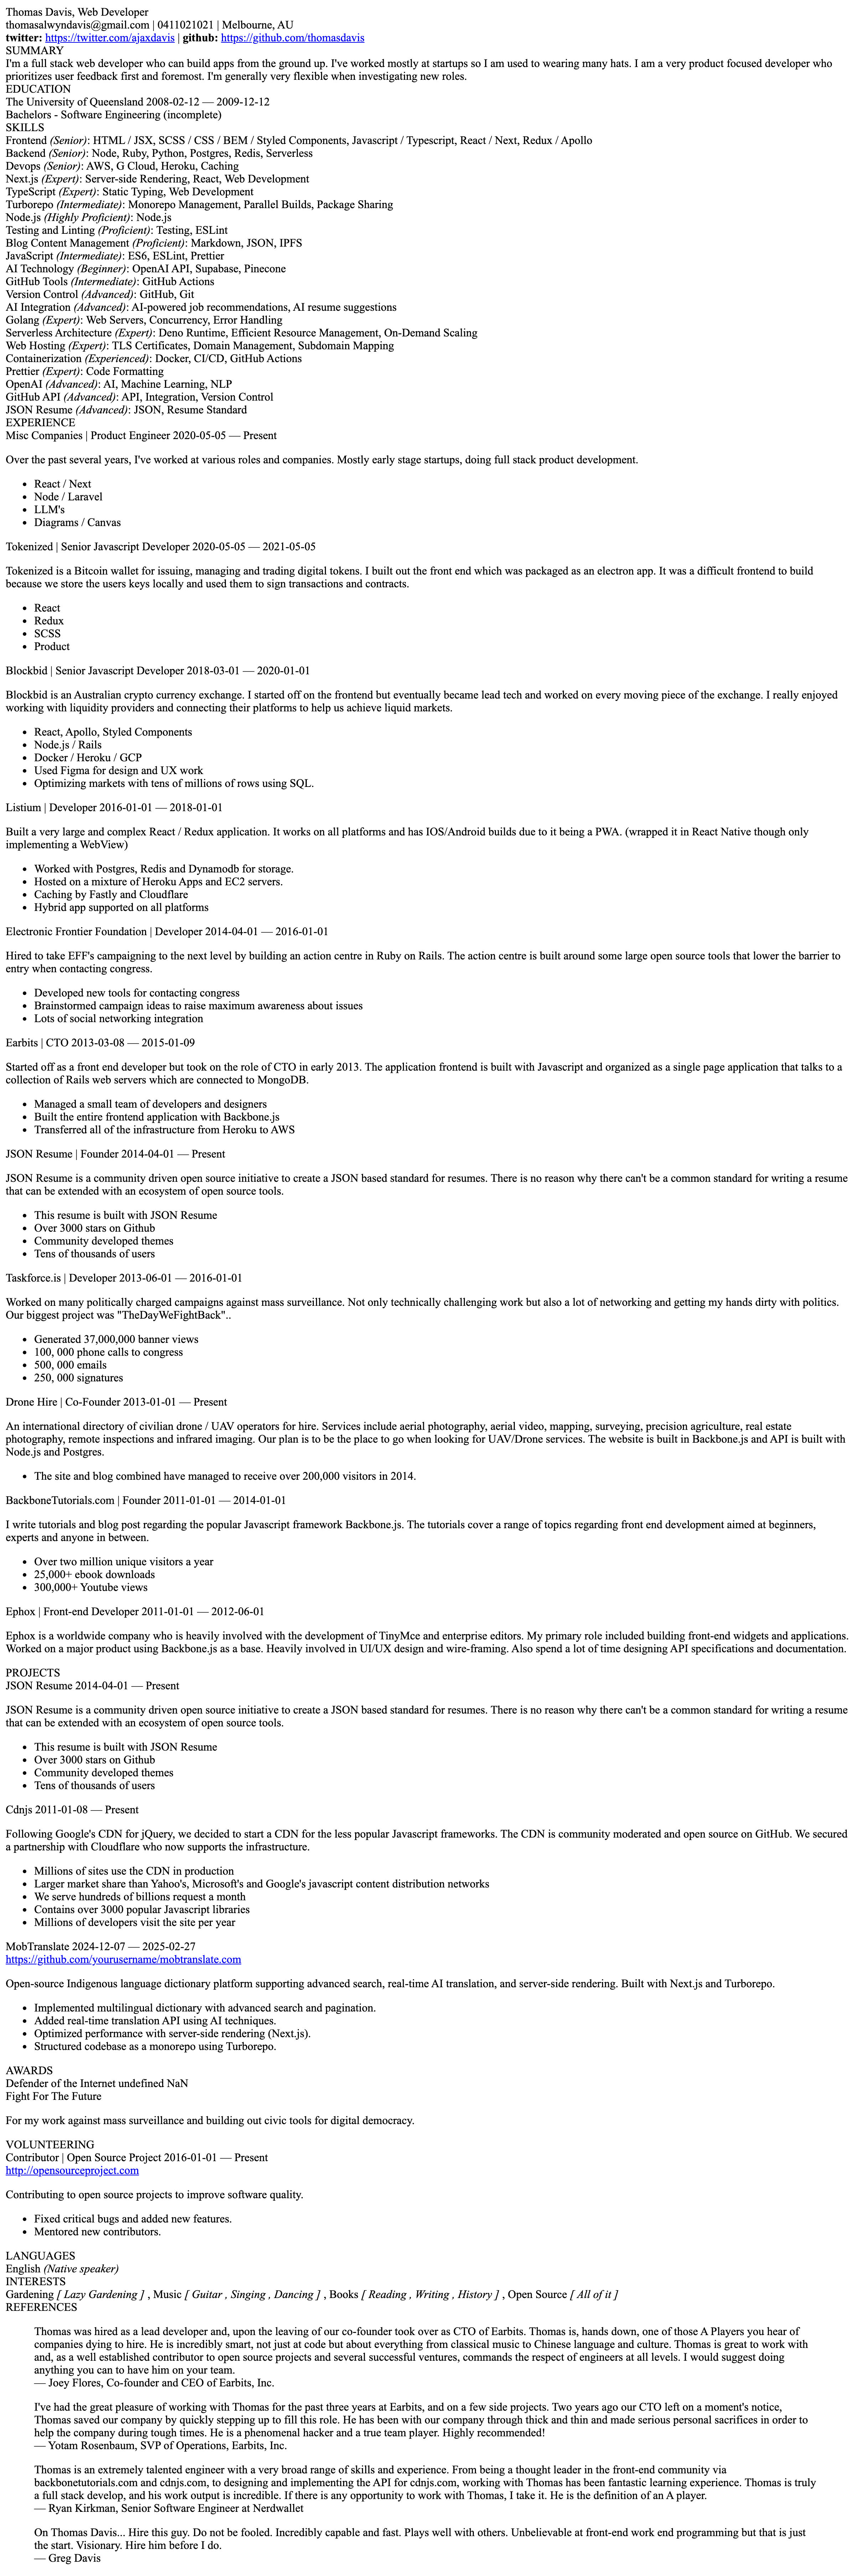 Thomas Davis, Web Developer
thomasalwyndavis@gmail.com | 0411021021 | Melbourne, AU
twitter: https://twitter.com/ajaxdavis | github: https://github.com/thomasdavis
SUMMARY
I'm a full stack web developer who can build apps from the ground up. I've worked mostly at startups so I am used to wearing many hats. I am a very product focused developer who
prioritizes user feedback first and foremost. I'm generally very flexible when investigating new roles.
EDUCATION
The University of Queensland 2008-02-12 — 2009-12-12
Bachelors - Software Engineering (incomplete)
SKILLS
Frontend (Senior): HTML / JSX, SCSS / CSS / BEM / Styled Components, Javascript / Typescript, React / Next, Redux / Apollo
Backend (Senior): Node, Ruby, Python, Postgres, Redis, Serverless
Devops (Senior): AWS, G Cloud, Heroku, Caching
Next.js (Expert): Server-side Rendering, React, Web Development
TypeScript (Expert): Static Typing, Web Development
Turborepo (Intermediate): Monorepo Management, Parallel Builds, Package Sharing
Node.js (Highly Proficient): Node.js
Testing and Linting (Proficient): Testing, ESLint
Blog Content Management (Proficient): Markdown, JSON, IPFS
JavaScript (Intermediate): ES6, ESLint, Prettier
AI Technology (Beginner): OpenAI API, Supabase, Pinecone
GitHub Tools (Intermediate): GitHub Actions
Version Control (Advanced): GitHub, Git
AI Integration (Advanced): AI-powered job recommendations, AI resume suggestions
Golang (Expert): Web Servers, Concurrency, Error Handling
Serverless Architecture (Expert): Deno Runtime, Efficient Resource Management, On-Demand Scaling
Web Hosting (Expert): TLS Certificates, Domain Management, Subdomain Mapping
Containerization (Experienced): Docker, CI/CD, GitHub Actions
Prettier (Expert): Code Formatting
OpenAI (Advanced): AI, Machine Learning, NLP
GitHub API (Advanced): API, Integration, Version Control
JSON Resume (Advanced): JSON, Resume Standard
EXPERIENCE
Misc Companies | Product Engineer 2020-05-05 — Present
Over the past several years, I've worked at various roles and companies. Mostly early stage startups, doing full stack product development.
• React / Next
• Node / Laravel
• LLM's
• Diagrams / Canvas
Tokenized | Senior Javascript Developer 2020-05-05 — 2021-05-05
Tokenized is a Bitcoin wallet for issuing, managing and trading digital tokens. I built out the front end which was packaged as an electron app. It was a difficult frontend to build
because we store the users keys locally and used them to sign transactions and contracts.
• React
• Redux
• SCSS
• Product
Blockbid | Senior Javascript Developer 2018-03-01 — 2020-01-01
Blockbid is an Australian crypto currency exchange. I started off on the frontend but eventually became lead tech and worked on every moving piece of the exchange. I really enjoyed
working with liquidity providers and connecting their platforms to help us achieve liquid markets.
• React, Apollo, Styled Components
• Node.js / Rails
• Docker / Heroku / GCP
• Used Figma for design and UX work
• Optimizing markets with tens of millions of rows using SQL.
Listium | Developer 2016-01-01 — 2018-01-01
Built a very large and complex React / Redux application. It works on all platforms and has IOS/Android builds due to it being a PWA. (wrapped it in React Native though only
implementing a WebView)
• Worked with Postgres, Redis and Dynamodb for storage.
• Hosted on a mixture of Heroku Apps and EC2 servers.
• Caching by Fastly and Cloudflare
• Hybrid app supported on all platforms
Electronic Frontier Foundation | Developer 2014-04-01 — 2016-01-01
Hired to take EFF's campaigning to the next level by building an action centre in Ruby on Rails. The action centre is built around some large open source tools that lower the barrier to
entry when contacting congress.
• Developed new tools for contacting congress
• Brainstormed campaign ideas to raise maximum awareness about issues
• Lots of social networking integration
Earbits | CTO 2013-03-08 — 2015-01-09
Started off as a front end developer but took on the role of CTO in early 2013. The application frontend is built with Javascript and organized as a single page application that talks to a
collection of Rails web servers which are connected to MongoDB.
• Managed a small team of developers and designers
• Built the entire frontend application with Backbone.js
• Transferred all of the infrastructure from Heroku to AWS
JSON Resume | Founder 2014-04-01 — Present
JSON Resume is a community driven open source initiative to create a JSON based standard for resumes. There is no reason why there can't be a common standard for writing a resume
that can be extended with an ecosystem of open source tools.
• This resume is built with JSON Resume
• Over 3000 stars on Github
• Community developed themes
• Tens of thousands of users
Taskforce.is | Developer 2013-06-01 — 2016-01-01
Worked on many politically charged campaigns against mass surveillance. Not only technically challenging work but also a lot of networking and getting my hands dirty with politics.
Our biggest project was "TheDayWeFightBack"..
• Generated 37,000,000 banner views
• 100, 000 phone calls to congress
• 500, 000 emails
• 250, 000 signatures
Drone Hire | Co-Founder 2013-01-01 — Present
An international directory of civilian drone / UAV operators for hire. Services include aerial photography, aerial video, mapping, surveying, precision agriculture, real estate
photography, remote inspections and infrared imaging. Our plan is to be the place to go when looking for UAV/Drone services. The website is built in Backbone.js and API is built with
Node.js and Postgres.
• The site and blog combined have managed to receive over 200,000 visitors in 2014.
BackboneTutorials.com | Founder 2011-01-01 — 2014-01-01
I write tutorials and blog post regarding the popular Javascript framework Backbone.js. The tutorials cover a range of topics regarding front end development aimed at beginners,
experts and anyone in between.
• Over two million unique visitors a year
• 25,000+ ebook downloads
• 300,000+ Youtube views
Ephox | Front-end Developer 2011-01-01 — 2012-06-01
Ephox is a worldwide company who is heavily involved with the development of TinyMce and enterprise editors. My primary role included building front-end widgets and applications.
Worked on a major product using Backbone.js as a base. Heavily involved in UI/UX design and wire-framing. Also spend a lot of time designing API specifications and documentation.
PROJECTS
JSON Resume 2014-04-01 — Present
JSON Resume is a community driven open source initiative to create a JSON based standard for resumes. There is no reason why there can't be a common standard for writing a resume
that can be extended with an ecosystem of open source tools.
• This resume is built with JSON Resume
• Over 3000 stars on Github
• Community developed themes
• Tens of thousands of users
Cdnjs 2011-01-08 — Present
Following Google's CDN for jQuery, we decided to start a CDN for the less popular Javascript frameworks. The CDN is community moderated and open source on GitHub. We secured
a partnership with Cloudflare who now supports the infrastructure.
• Millions of sites use the CDN in production
• Larger market share than Yahoo's, Microsoft's and Google's javascript content distribution networks
• We serve hundreds of billions request a month
• Contains over 3000 popular Javascript libraries
• Millions of developers visit the site per year
MobTranslate 2024-12-07 — 2025-02-27
https://github.com/yourusername/mobtranslate.com
Open-source Indigenous language dictionary platform supporting advanced search, real-time AI translation, and server-side rendering. Built with Next.js and Turborepo.
• Implemented multilingual dictionary with advanced search and pagination.
• Added real-time translation API using AI techniques.
• Optimized performance with server-side rendering (Next.js).
• Structured codebase as a monorepo using Turborepo.
AWARDS
Defender of the Internet undefined NaN
Fight For The Future
For my work against mass surveillance and building out civic tools for digital democracy.
VOLUNTEERING
Contributor | Open Source Project 2016-01-01 — Present
http://opensourceproject.com
Contributing to open source projects to improve software quality.
• Fixed critical bugs and added new features.
• Mentored new contributors.
LANGUAGES
English (Native speaker)
INTERESTS
Gardening [ Lazy Gardening ] , Music [ Guitar , Singing , Dancing ] , Books [ Reading , Writing , History ] , Open Source [ All of it ]
REFERENCES
Thomas was hired as a lead developer and, upon the leaving of our co-founder took over as CTO of Earbits. Thomas is, hands down, one of those A Players you hear of
companies dying to hire. He is incredibly smart, not just at code but about everything from classical music to Chinese language and culture. Thomas is great to work with
and, as a well established contributor to open source projects and several successful ventures, commands the respect of engineers at all levels. I would suggest doing
anything you can to have him on your team.
— Joey Flores, Co-founder and CEO of Earbits, Inc.
I've had the great pleasure of working with Thomas for the past three years at Earbits, and on a few side projects. Two years ago our CTO left on a moment's notice,
Thomas saved our company by quickly stepping up to fill this role. He has been with our company through thick and thin and made serious personal sacrifices in order to
help the company during tough times. He is a phenomenal hacker and a true team player. Highly recommended!
— Yotam Rosenbaum, SVP of Operations, Earbits, Inc.
Thomas is an extremely talented engineer with a very broad range of skills and experience. From being a thought leader in the front-end community via
backbonetutorials.com and cdnjs.com, to designing and implementing the API for cdnjs.com, working with Thomas has been fantastic learning experience. Thomas is truly
a full stack develop, and his work output is incredible. If there is any opportunity to work with Thomas, I take it. He is the definition of an A player.
— Ryan Kirkman, Senior Software Engineer at Nerdwallet
On Thomas Davis... Hire this guy. Do not be fooled. Incredibly capable and fast. Plays well with others. Unbelievable at front-end work end programming but that is just
the start. Visionary. Hire him before I do.
— Greg Davis